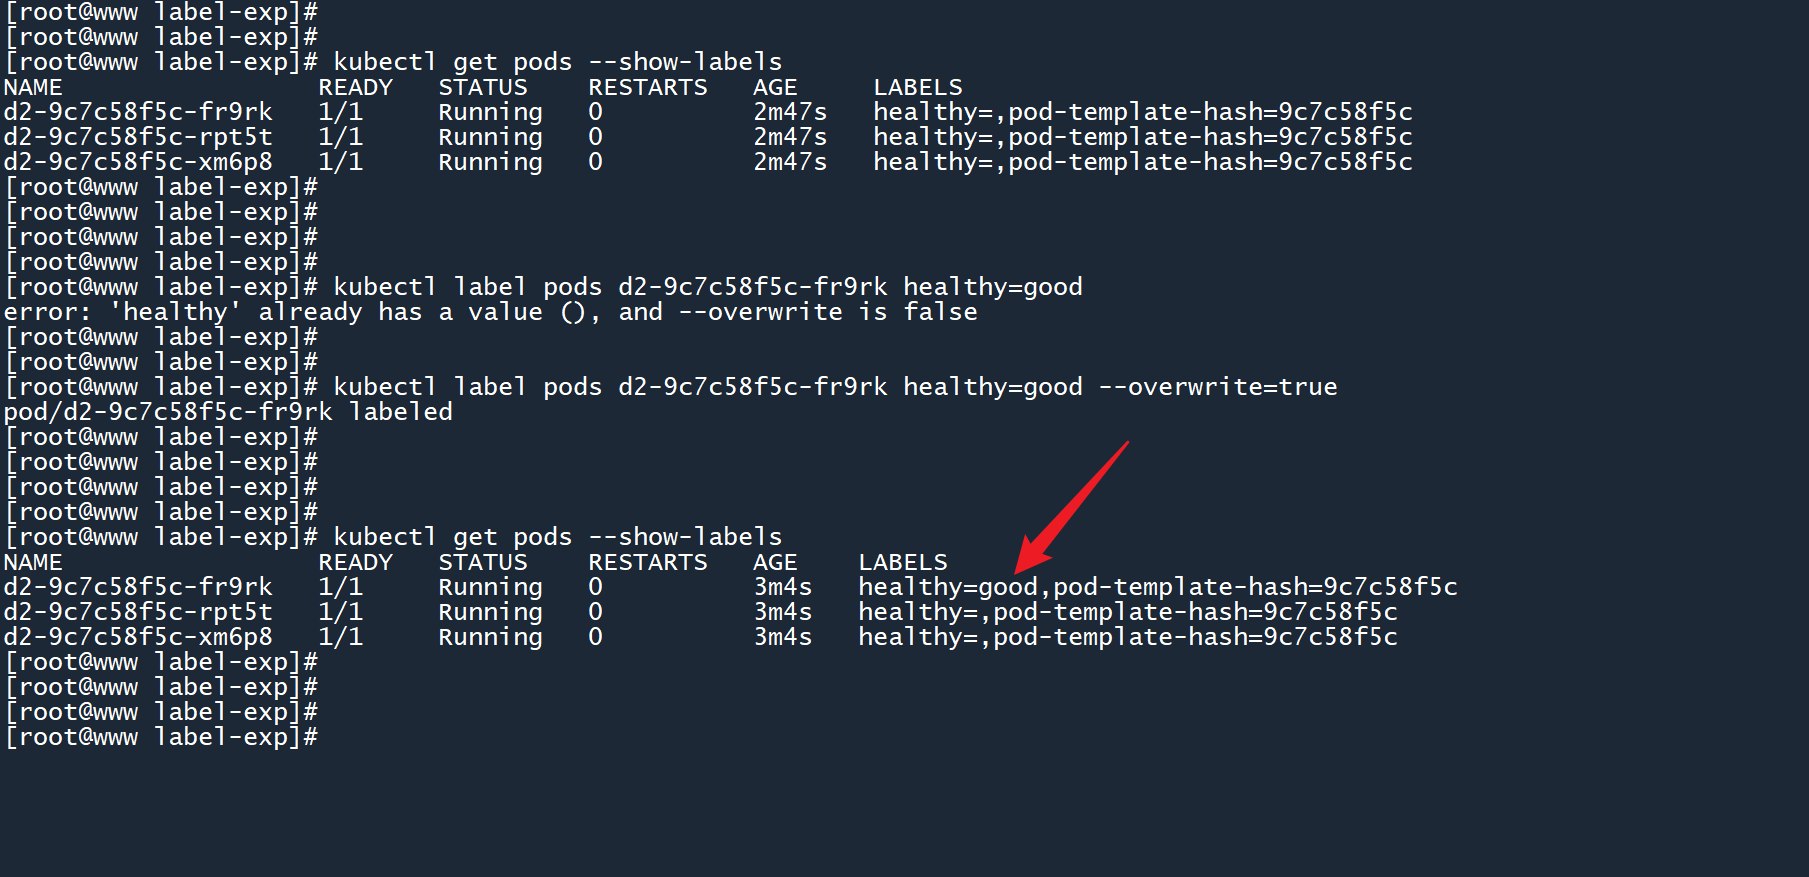 [root@www label-exp]#
[root@www label-exp]#
[root@www label-exp]# kubectl get pods --show-labels
NAME                 READY   STATUS    RESTARTS   AGE     LABELS
d2-9c7c58f5c-fr9rk   1/1     Running   0          2m47s   healthy=,pod-template-hash=9c7c58f5c
d2-9c7c58f5c-rpt5t   1/1     Running   0          2m47s   healthy=,pod-template-hash=9c7c58f5c
d2-9c7c58f5c-xm6p8   1/1     Running   0          2m47s   healthy=,pod-template-hash=9c7c58f5c
[root@www label-exp]#
[root@www label-exp]#
[root@www label-exp]#
[root@www label-exp]#
[root@www label-exp]# kubectl label pods d2-9c7c58f5c-fr9rk healthy=good
error: 'healthy' already has a value (), and --overwrite is false
[root@www label-exp]#
[root@www label-exp]#
[root@www label-exp]# kubectl label pods d2-9c7c58f5c-fr9rk healthy=good --overwrite=true
pod/d2-9c7c58f5c-fr9rk labeled
[root@www label-exp]#
[root@www label-exp]#
[root@www label-exp]#
[root@www label-exp]#
[root@www label-exp]# kubectl get pods --show-labels
NAME                 READY   STATUS    RESTARTS   AGE    LABELS
d2-9c7c58f5c-fr9rk   1/1     Running   0          3m4s   healthy=good,pod-template-hash=9c7c58f5c
d2-9c7c58f5c-rpt5t   1/1     Running   0          3m4s   healthy=,pod-template-hash=9c7c58f5c
d2-9c7c58f5c-xm6p8   1/1     Running   0          3m4s   healthy=,pod-template-hash=9c7c58f5c
[root@www label-exp]#
[root@www label-exp]#
[root@www label-exp]#
[root@www label-exp]#